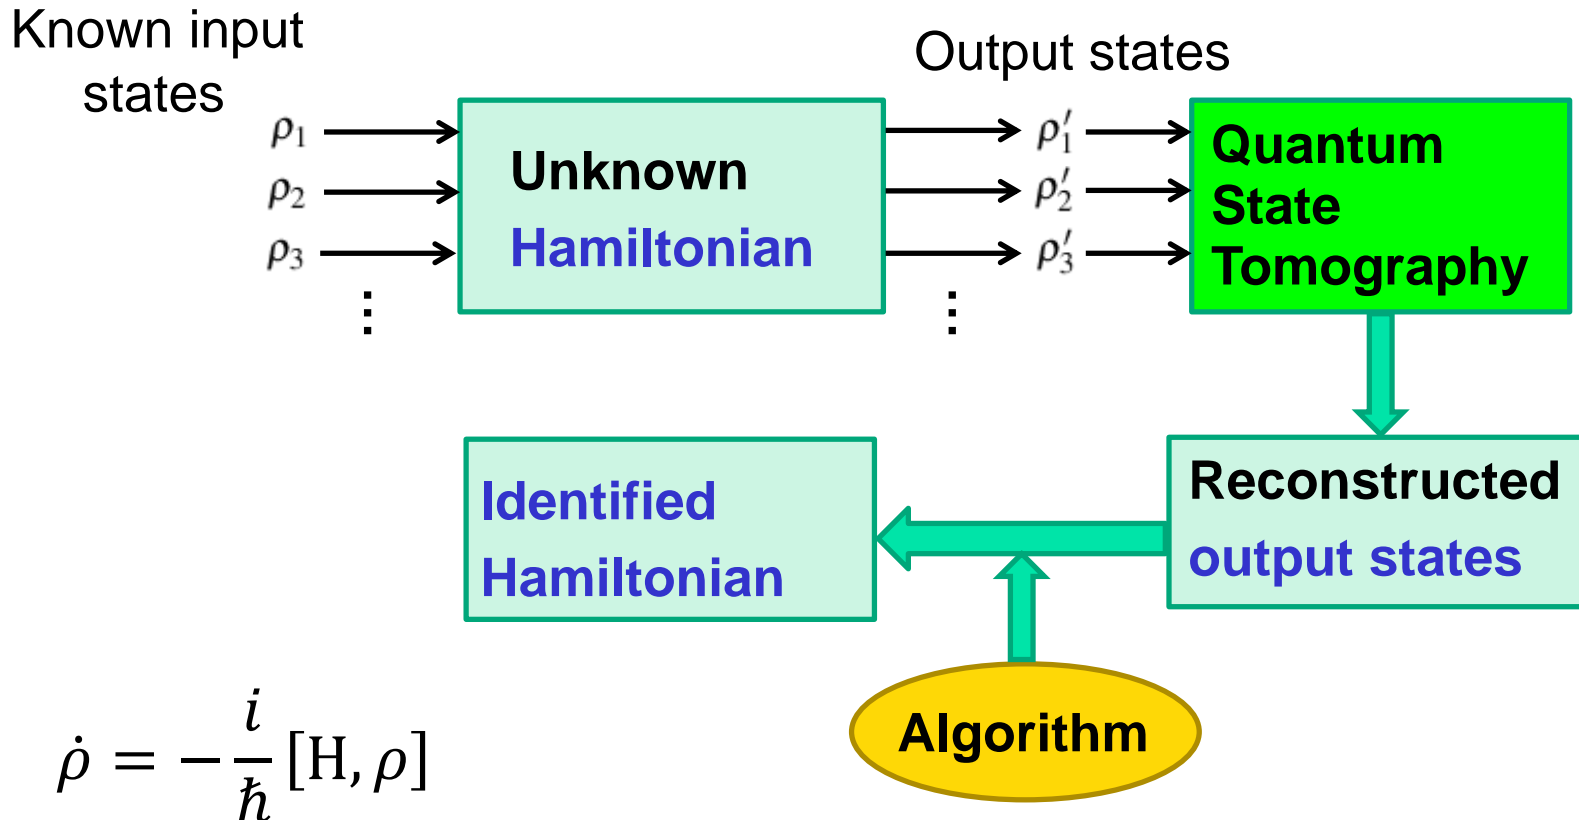 Known input
states
Output states
ρ₁
ρ₂
ρ₃
⋮
Unknown
Hamiltonian
ρ′₁
ρ′₂
ρ′₃
⋮
Quantum
State
Tomography
Identified
Hamiltonian
Reconstructed
output states
Algorithm
ρ̇ = −i/ħ [H, ρ]